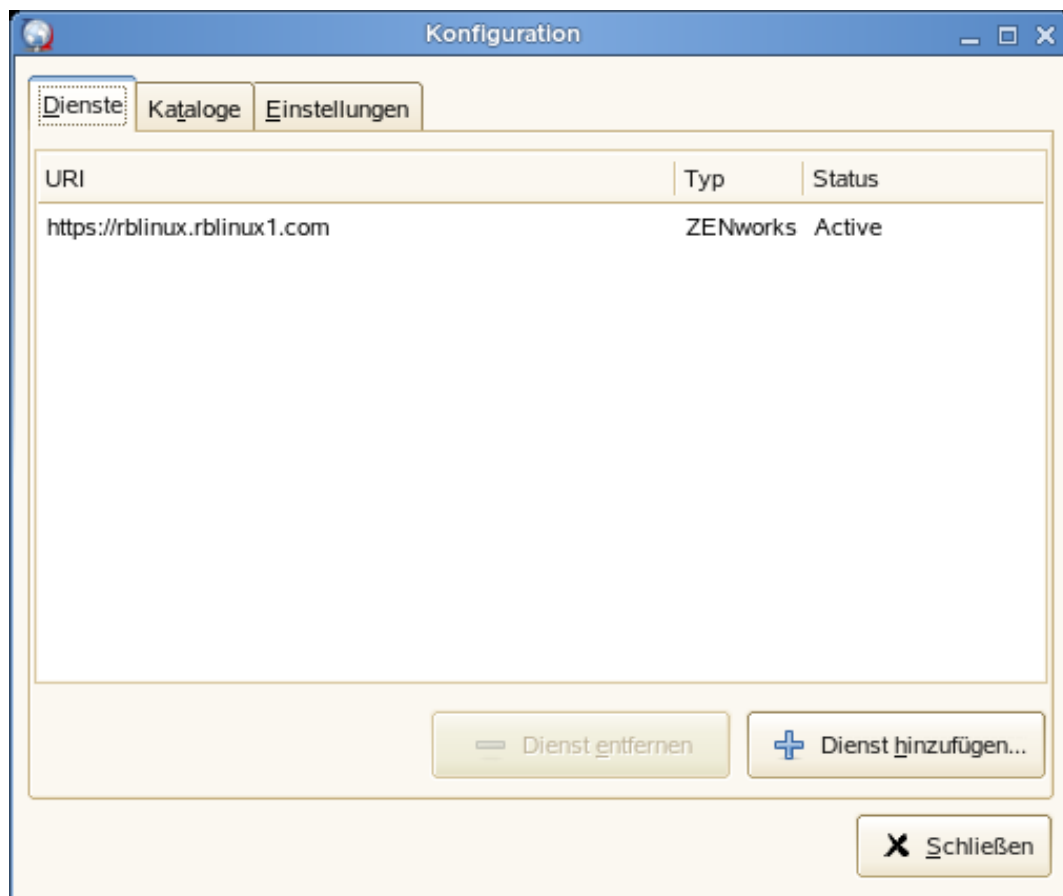 Konfiguration
Dienste Kataloge Einstellungen
URI Typ Status
https://rblinux.rblinux1.com ZENworks Active
Dienst entfernen Dienst hinzufügen...
Schließen